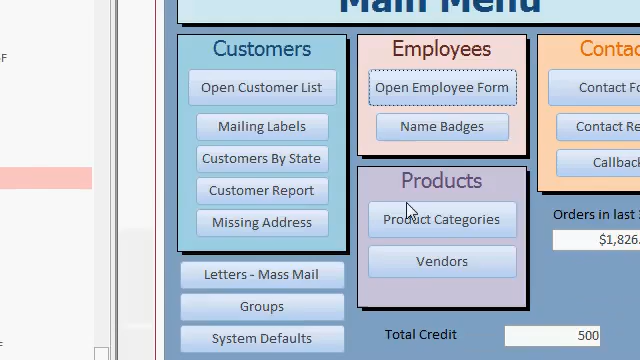 Main Menu
Customers
Open Customer List
Mailing Labels
Customers By State
Customer Report
Missing Address
Letters - Mass Mail
Groups
System Defaults
Employees
Open Employee Form
Name Badges
Products
Product Categories
Vendors
Total Credit
500
Contac
Contact Fo
Contact Re
Callback
Orders in last
$1,826.